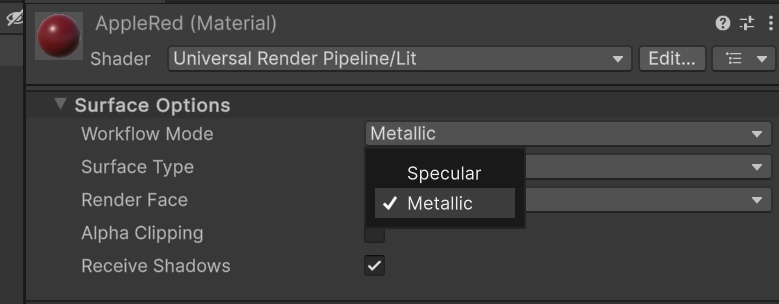 AppleRed (Material)
Shader Universal Render Pipeline/Lit Edit...
Surface Options
Workflow Mode Metallic
Specular
Surface Type
Metallic
Render Face
Alpha Clipping
Receive Shadows